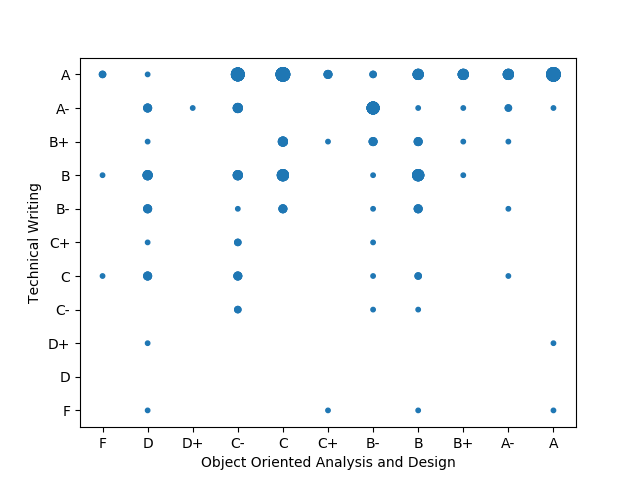 A
A-
B+
B
B-
C+
C
C-
D+
D
F
Technical Writing
F D D+ C- C C+ B- B B+ A- A
Object Oriented Analysis and Design